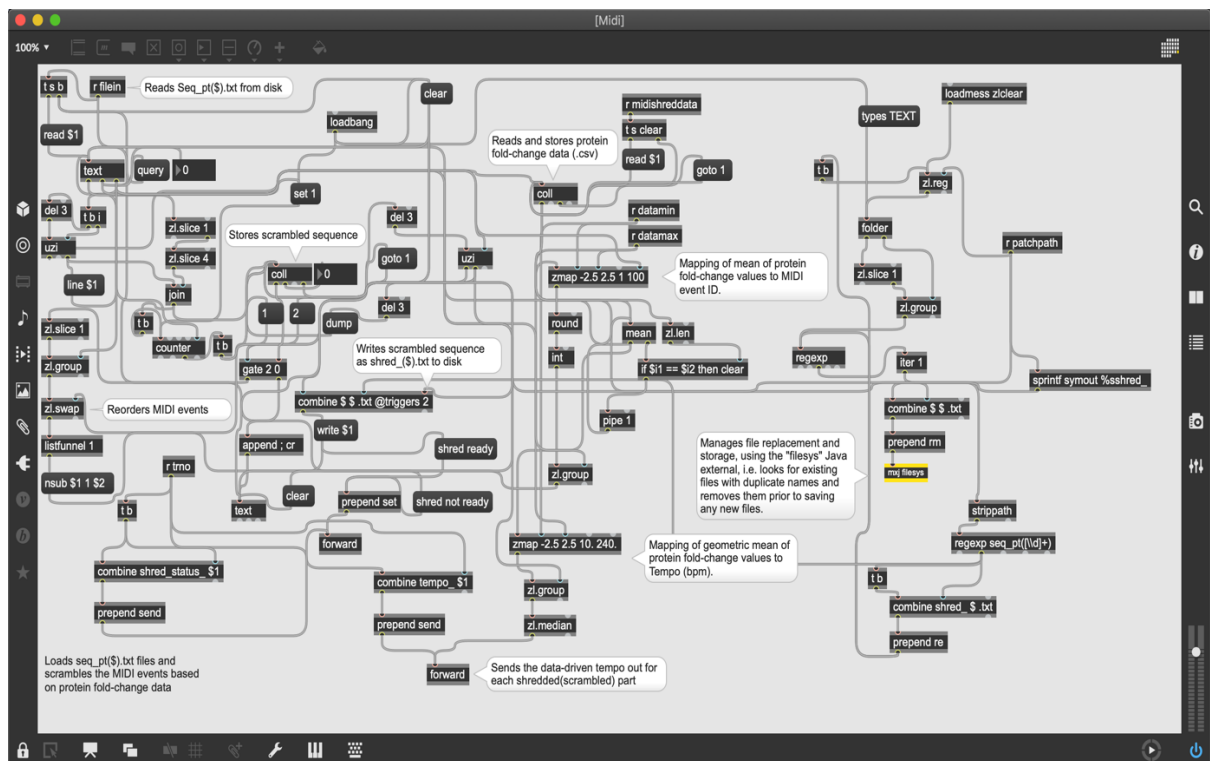 [Midi]
100% ▼
t s b
r filein
Reads Seq_pt($).txt from disk
clear
loadbang
r midishreddata
loadmess zlclear
types TEXT
read $1
t s clear
Reads and stores protein
fold-change data (.csv)
read $1
goto 1
text
query
0
t b
zl.reg
set 1
coll
del 3
t b i
zl.slice 1
del 3
r datamin
r datamax
folder
r patchpath
uzi
Stores scrambled sequence
zl.slice 4
goto 1
uzi
coll
0
zmap -2.5 2.5 1 100
Mapping of mean of protein
fold-change values to MIDI
event ID.
zl.slice 1
line $1
join
1
2
del 3
zl.group
zl.slice 1
t b
counter
t b
dump
round
mean
zl.len
zl.group
gate 2 0
Writes scrambled sequence
as shred_($).txt to disk
int
if $i1 == $i2 then clear
regexp
iter 1
sprintf symout %sshred_
zl.swap
Reorders MIDI events
combine $ $ .txt @triggers 2
combine $ $ .txt
listfunnel 1
write $1
pipe 1
append ; cr
shred ready
prepend rm
Manages file replacement and
storage, using the "filesys" Java
external, i.e. looks for existing
files with duplicate names and
removes them prior to saving
any new files.
mxj filesys
r trno
zl.group
nsub $1 1 $2
clear
prepend set
shred not ready
t b
text
strippath
forward
zmap -2.5 2.5 10. 240.
Mapping of geometric mean of
protein fold-change values to
Tempo (bpm).
regexp seq_pt([\\d]+)
combine shred_status_ $1
combine tempo_ $1
zl.group
t b
combine shred_ $ .txt
prepend send
prepend send
zl.median
prepend re
Loads seq_pt($).txt files and
scrambles the MIDI events based
on protein fold-change data
forward
Sends the data-driven tempo out for
each shredded(scrambled) part